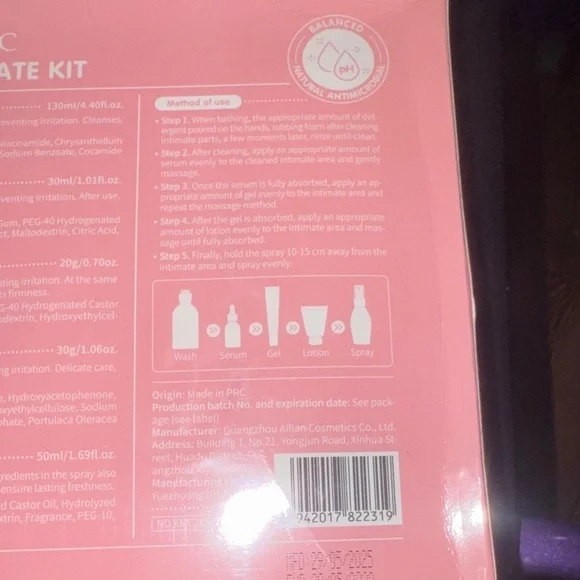 C
ATE KIT
BALANCED
pH
NATURAL ANTIMICROBIAL
130ml/4.40fl.oz.
eventing irritation. Cleanses,
Niacinamide, Chrysanthellum
Sodium Benzoate, Cocamide
30ml/1.01fl.oz.
venting irritation. After use,
Gum, PEG-40 Hydrogenated
ct, Maltodextrin, Citric Acid,
20g/0.70oz.
ting irritation. At the same
firmness.
G-40 Hydrogenated Castor
odextrin, Hydroxyethylcel-
30g/1.06oz.
ng irritation. Delicate care,
e, Hydroxyacetophenone,
oxyethylcellulose, Sodium
phate, Portulaca Oleracea
50ml/1.69fl.oz.
gredients in the spray also
ensure lasting freshness.
d Castor Oil, Hydrolyzed
xtrin, Fragrance, PEG-10,
Method of use
• Step 1. When bathing, the appropriate amount of det
ergent poured on the hands, rubbing foam after cleaning
intimate parts, a few moments later, rinse until clean.
• Step 2. After cleaning, apply an appropriate amount of
serum evenly to the cleaned intimate area and gently
massage.
• Step 3. Once the serum is fully absorbed, apply an ap-
propriate amount of gel evenly to the intimate area and
repeat the massage method.
• Step 4. After the gel is absorbed, apply an appropriate
amount of lotion evenly to the intimate area and mas-
sage until fully absorbed.
• Step 5. Finally, hold the spray 10-15 cm away from the
intimate area and spray evenly.
Wash Serum Gel Lotion Spray
Origin: Made in PRC
Production batch No. and expiration date: See pack-
age (see label)
Manufacturer: Guangzhou Ailian Cosmetics Co., Ltd.
Address: Building 1, No.21, Yongjun Road, Xinhua St
reet, Huadu District,
angzhou
Manufacturing
942017 822319
MFD 29/05/2025